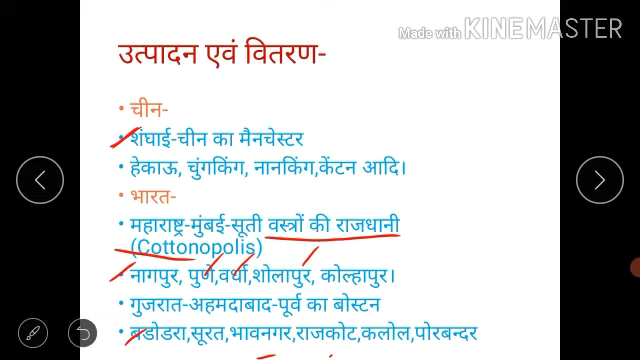 Made with KINEMASTER
उत्पादन एवं वितरण-
• चीन-
• शंघाई-चीन का मैनचेस्टर
• हेकाऊ, चुंगकिंग, नानकिंग,केंटन आदि।
• भारत-
• महाराष्ट्र-मुंबई-सूती वस्त्रों की राजधानी
(Cottonopolis)
• नागपुर, पुणे,वर्धा,शोलापुर, कोल्हापुर।
• गुजरात-अहमदाबाद-पूर्व का बोस्टन
• बडोडरा,सूरत,भावनगर,राजकोट,कलोल,पोरबन्दर